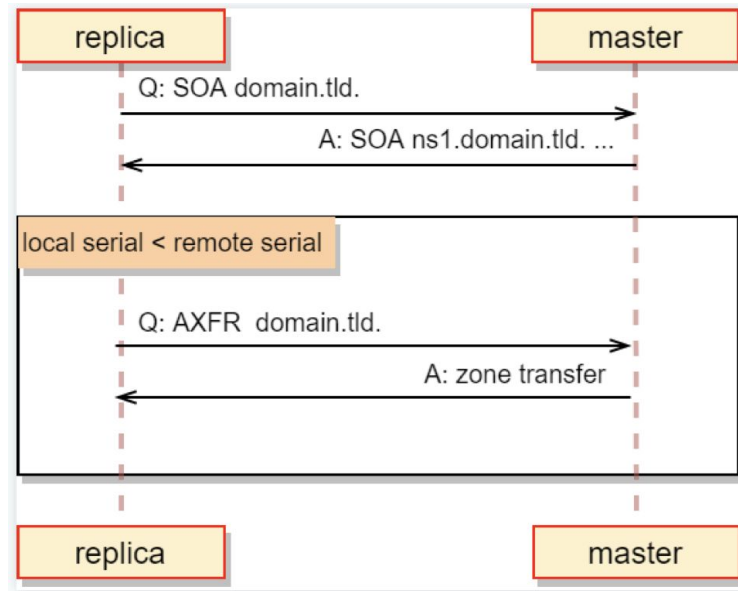 replica
master
Q: SOA domain.tld.
A: SOA ns1.domain.tld. ...
local serial < remote serial
Q: AXFR  domain.tld.
A: zone transfer
replica
master